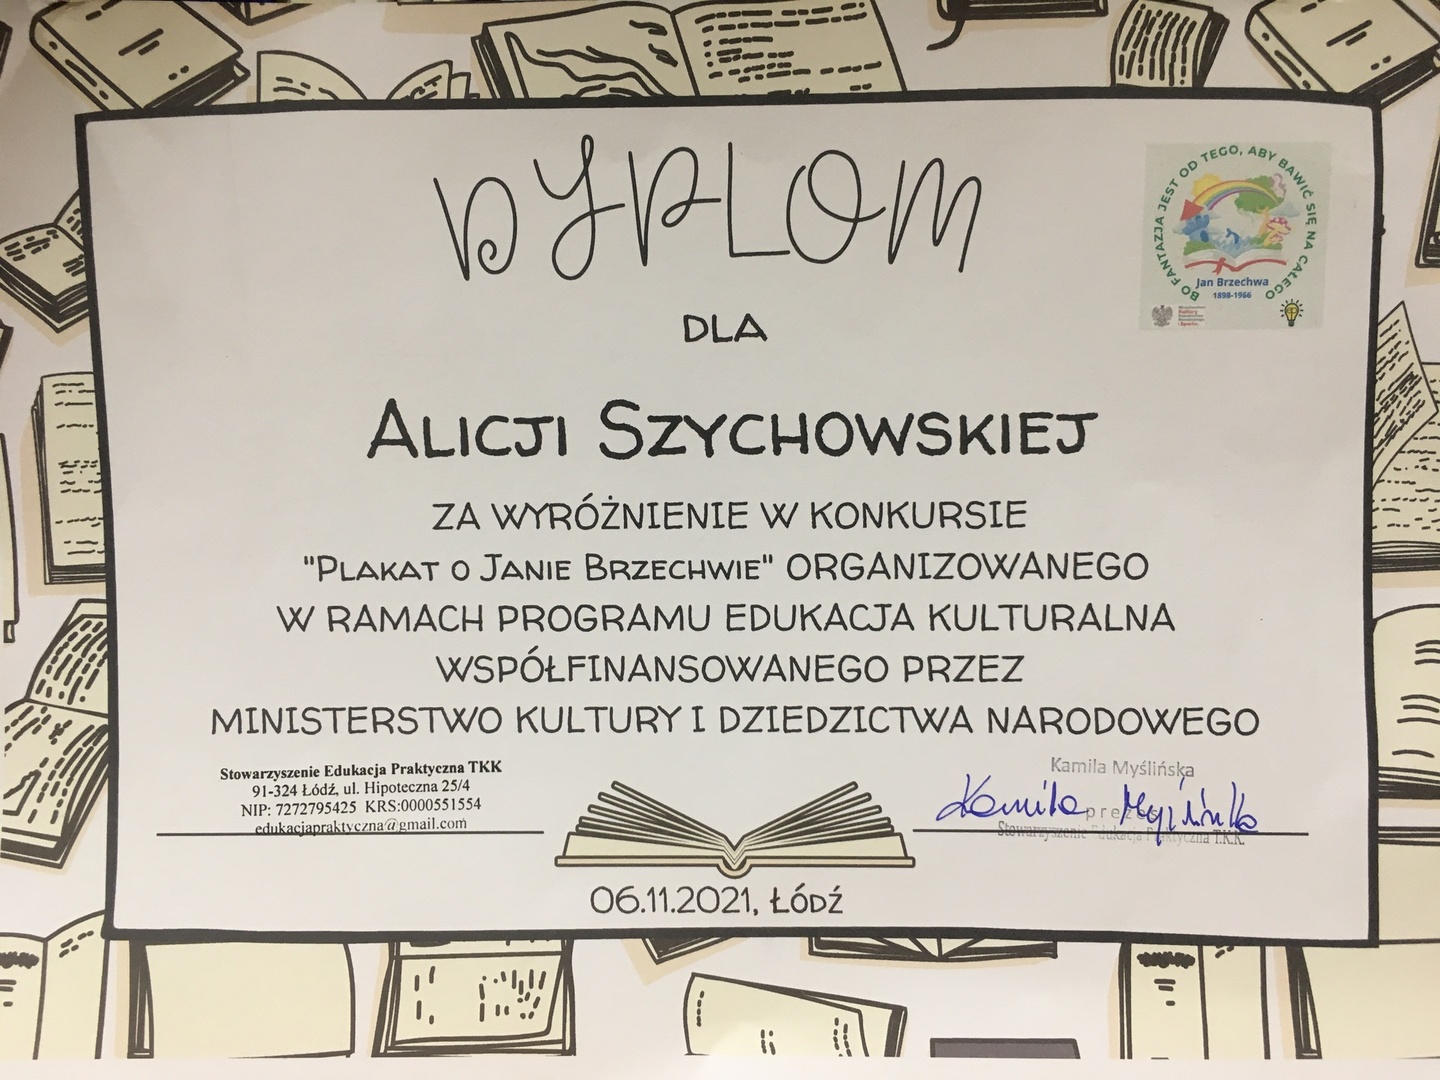 DYPLOM
BO FANTAZJA JEST OD TEGO, ABY BAWIĆ SIĘ NA CAŁEGO
Jan Brzechwa
1898-1966
DLA
ALICJI SZYCHOWSKIEJ
ZA WYRÓŻNIENIE W KONKURSIE
"PLAKAT O JANIE BRZECHWIE" ORGANIZOWANEGO
W RAMACH PROGRAMU EDUKACJA KULTURALNA
WSPÓŁFINANSOWANEGO PRZEZ
MINISTERSTWO KULTURY I DZIEDZICTWA NARODOWEGO
Stowarzyszenie Edukacja Praktyczna TKK
91-324 Łódź, ul. Hipoteczna 25/4
NIP: 7272795425 KRS:0000551554
edukacjapraktyczna@gmail.com
Kamila Myślińska
Kamila Myślińska
Stowarzyszenie Edukacja Praktyczna T.K.K.
06.11.2021, ŁÓDŹ